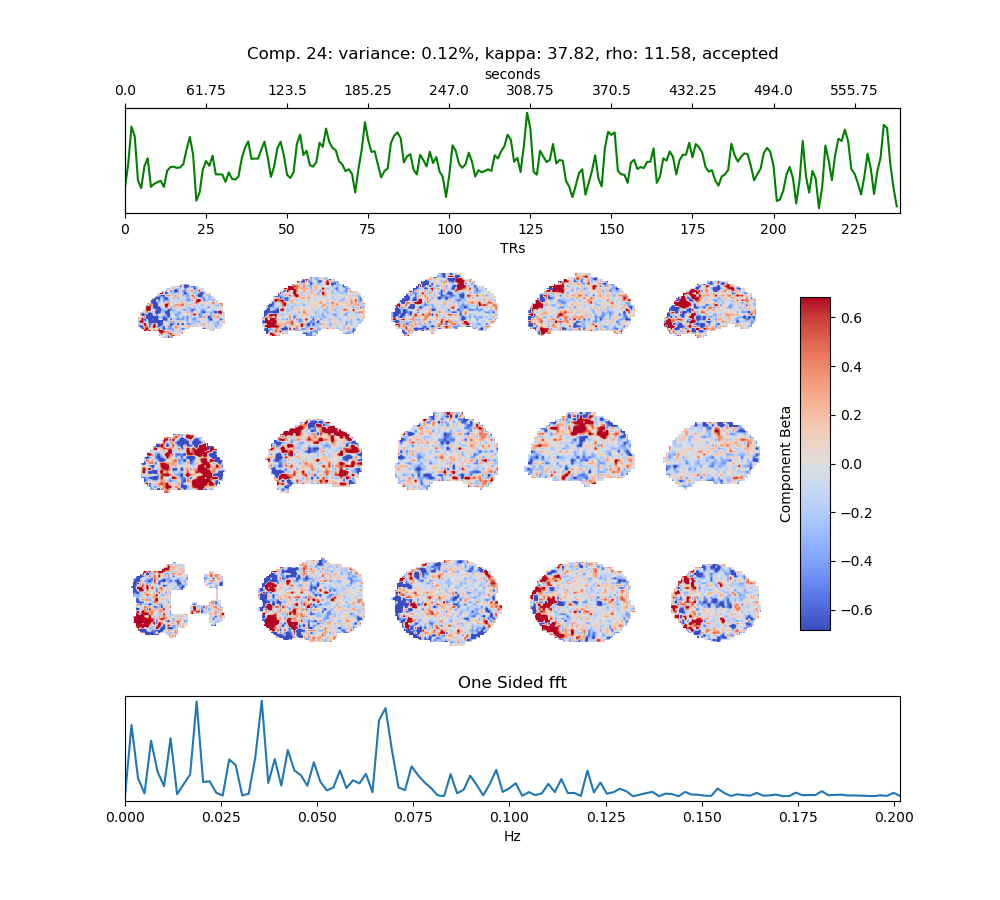 Comp. 24: variance: 0.12%, kappa: 37.82, rho: 11.58, accepted
seconds
0.0 61.75 123.5 185.25 247.0 308.75 370.5 432.25 494.0 555.75
0 25 50 75 100 125 150 175 200 225
TRs
0.6
0.4
0.2
0.0
−0.2
−0.4
−0.6
Component Beta
One Sided fft
0.000 0.025 0.050 0.075 0.100 0.125 0.150 0.175 0.200
Hz